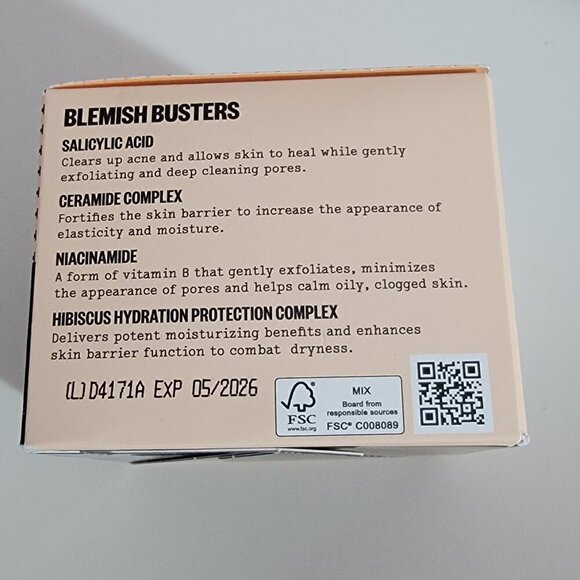 BLEMISH BUSTERS
SALICYLIC ACID
Clears up acne and allows skin to heal while gently
exfoliating and deep cleaning pores.
CERAMIDE COMPLEX
Fortifies the skin barrier to increase the appearance of
elasticity and moisture.
NIACINAMIDE
A form of vitamin B that gently exfoliates, minimizes
the appearance of pores and helps calm oily, clogged skin.
HIBISCUS HYDRATION PROTECTION COMPLEX
Delivers potent moisturizing benefits and enhances
skin barrier function to combat dryness.
(L) D4171A EXP 05/2026
FSC
www.fsc.org
MIX
Board from
responsible sources
FSC® C008089